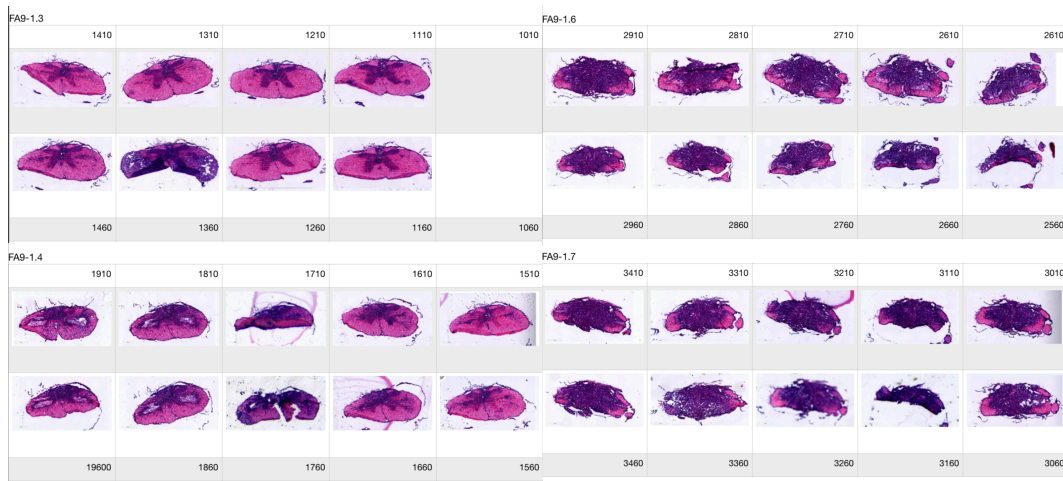 FA9-1.3
1410 1310 1210 1110 1010
1460 1360 1260 1160 1060
FA9-1.6
2910 2810 2710 2610 2610
2960 2860 2760 2660 2560
FA9-1.4
1910 1810 1710 1610 1510
19600 1860 1760 1660 1560
FA9-1.7
3410 3310 3210 3110 3010
3460 3360 3260 3160 3060